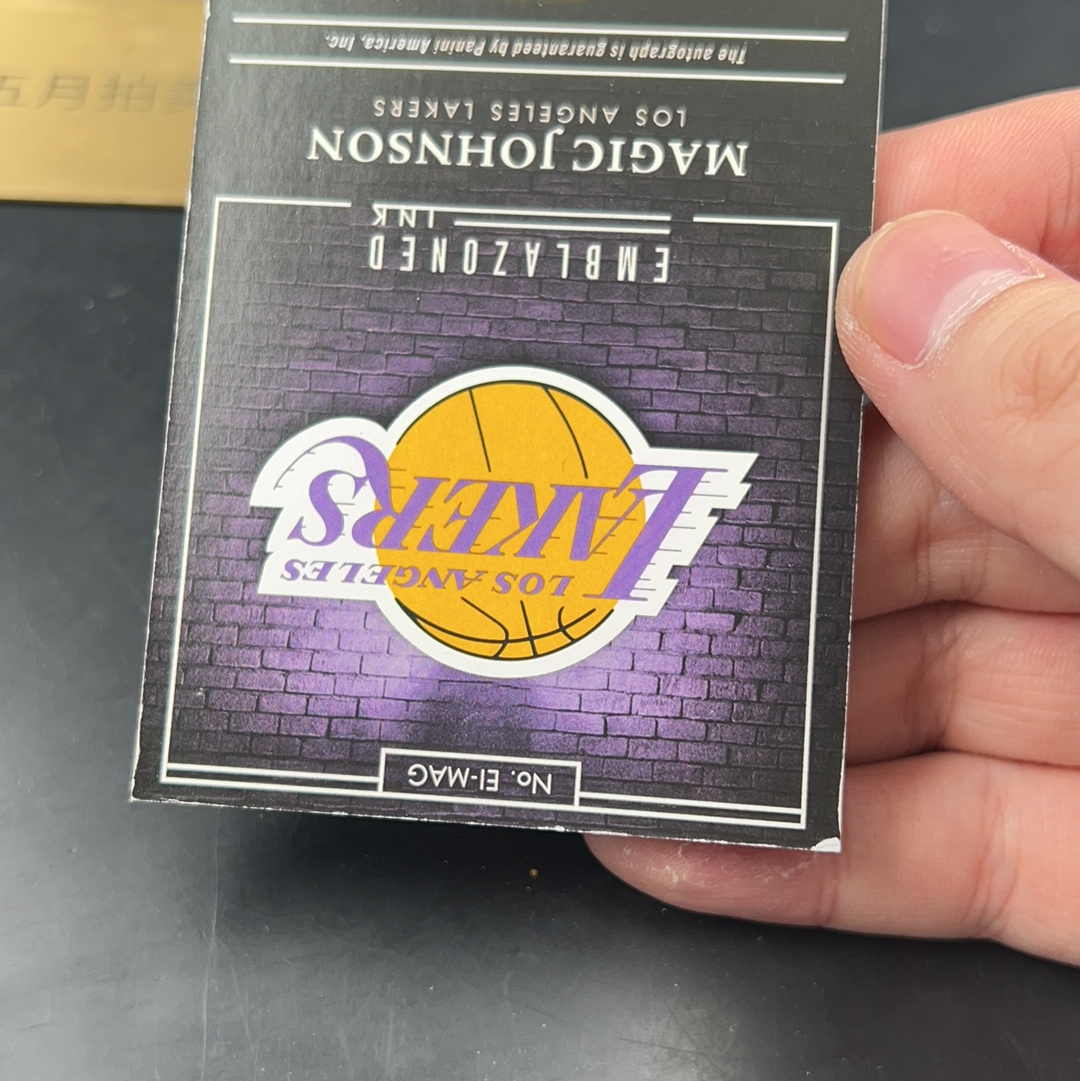 No. EI-MAG
LOS ANGELES
LAKERS
EMBLAZONED
INK
MAGIC JOHNSON
LOS ANGELES LAKERS
The autograph is guaranteed by Panini America, Inc.
五月拍卖